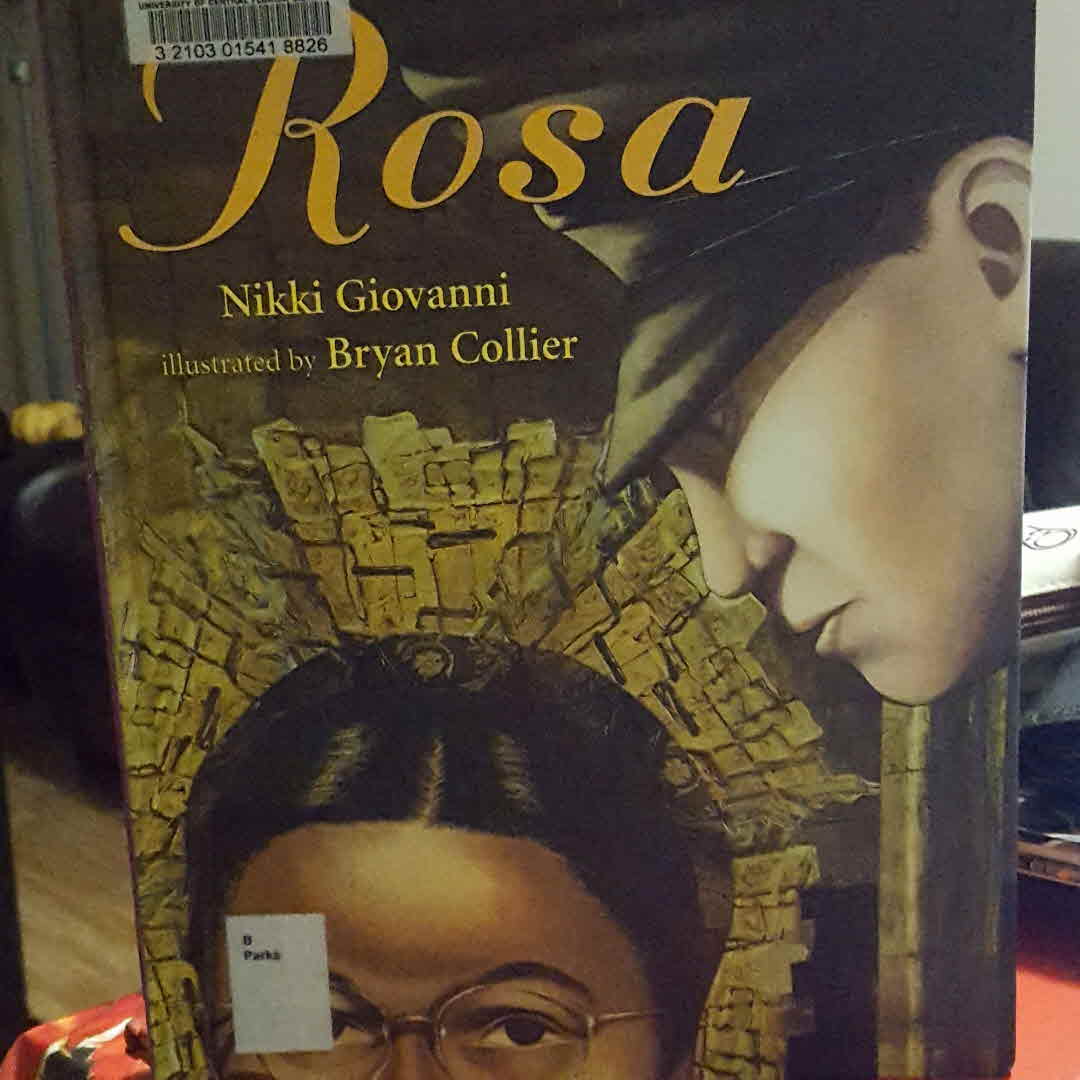 UNIVERSITY OF CENTRAL FLORIDA
3 2103 01541 8826
Rosa
Nikki Giovanni
illustrated by Bryan Collier
B
Parks